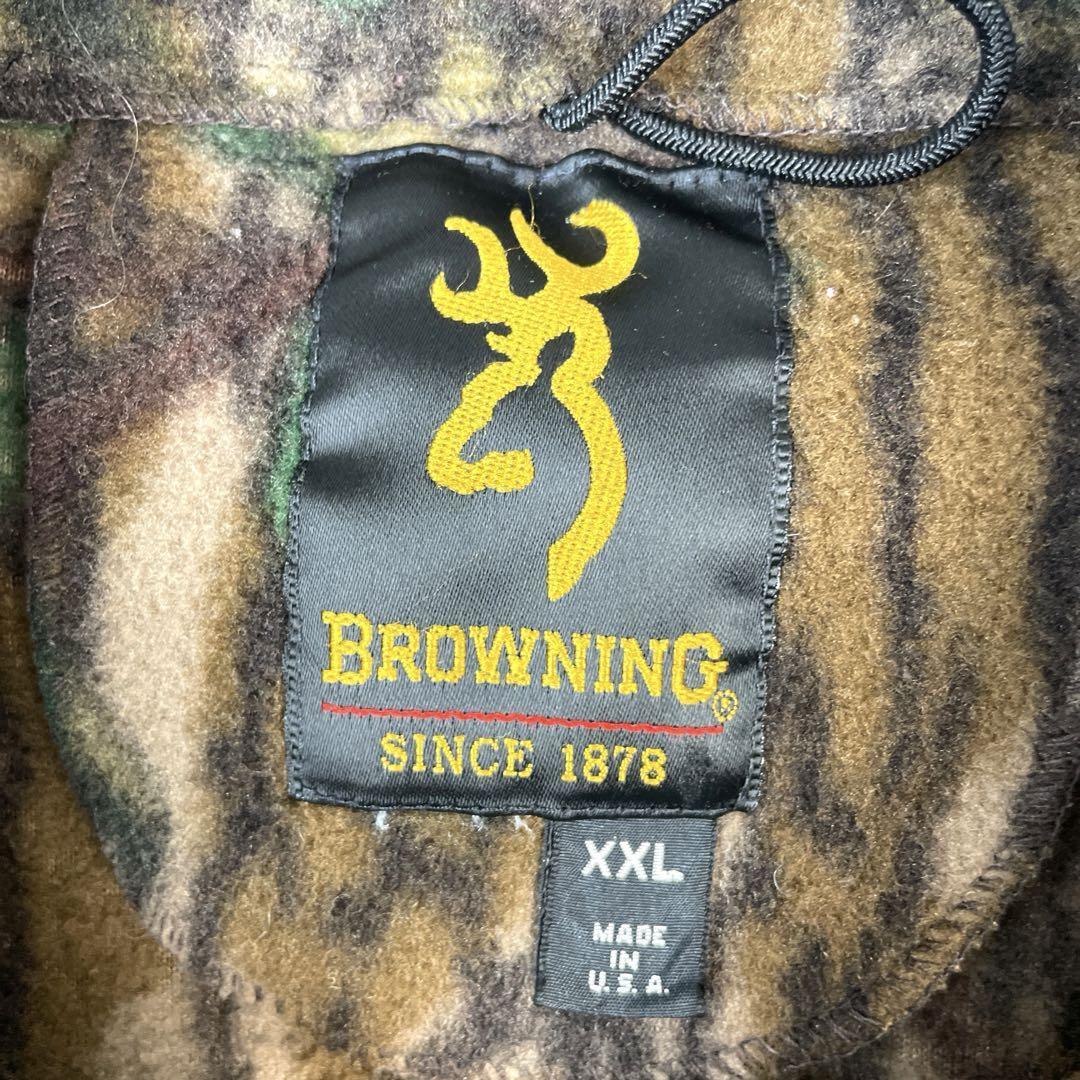 BROWNING®
SINCE 1878
XXL
MADE
IN
U.S.A.